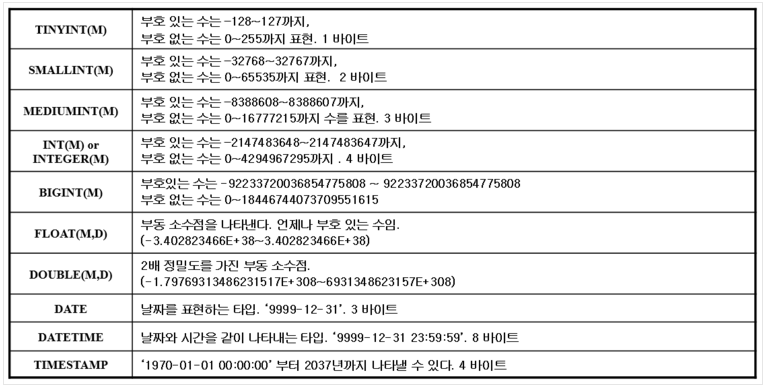 TINYINT(M)
부호 있는 수는 -128~127까지,
부호 없는 수는 0~255까지 표현. 1 바이트
SMALLINT(M)
부호 있는 수는 -32768~32767까지,
부호 없는 수는 0~65535까지 표현.  2 바이트
MEDIUMINT(M)
부호 있는 수는 -8388608~8388607까지,
부호 없는 수는 0~16777215까지 수를 표현. 3 바이트
INT(M) or
INTEGER(M)
부호 있는 수는 -2147483648~2147483647까지,
부호 없는 수는 0~4294967295까지 . 4 바이트
BIGINT(M)
부호있는 수는 -92233720036854775808 ~ 92233720036854775808
부호 없는 수는 0~18446744073709551615
FLOAT(M,D)
부동 소수점을 나타낸다. 언제나 부호 있는 수임.
(-3.402823466E+38~3.402823466E+38)
DOUBLE(M,D)
2배 정밀도를 가진 부동 소수점.
(-1.79769313486231517E+308~6931348623157E+308)
DATE
날짜를 표현하는 타입. ‘9999-12-31’. 3 바이트
DATETIME
날짜와 시간을 같이 나타내는 타입. ‘9999-12-31 23:59:59’. 8 바이트
TIMESTAMP
‘1970-01-01 00:00:00’ 부터 2037년까지 나타낼 수 있다. 4 바이트